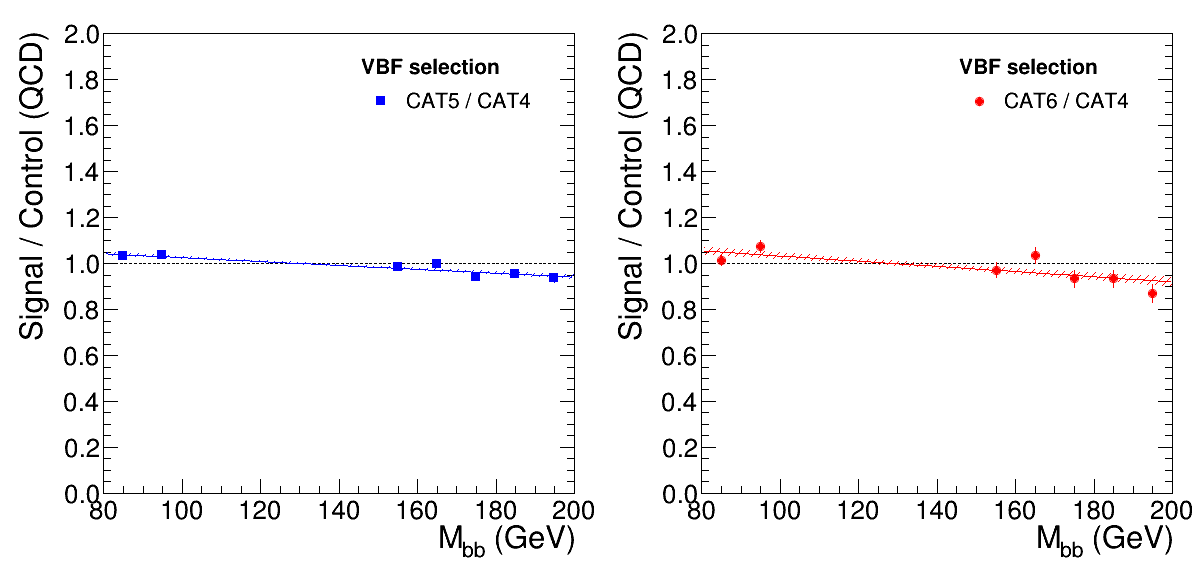 Signal / Control (QCD)
2.0
1.8
1.6
1.4
1.2
1.0
0.8
0.6
0.4
0.2
0.0
VBF selection
CAT5 / CAT4
80 100 120 140 160 180 200
Mbb (GeV)
Signal / Control (QCD)
2.0
1.8
1.6
1.4
1.2
1.0
0.8
0.6
0.4
0.2
0.0
VBF selection
CAT6 / CAT4
80 100 120 140 160 180 200
Mbb (GeV)